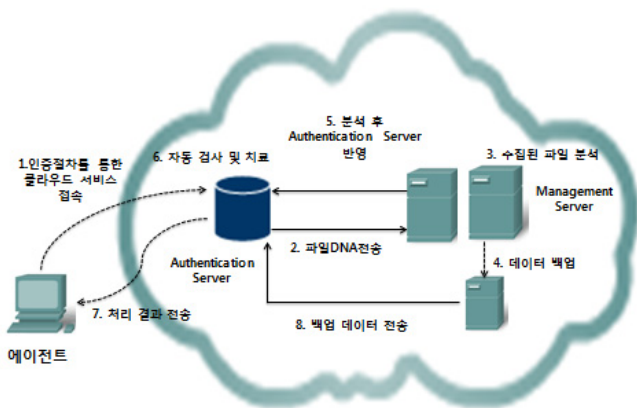 5. 분석 후
Authentication Server
반영
6. 자동 검사 및 치료
3. 수집된 파일 분석
1.인증절차를 통한
클라우드 서비스
접속
Management
Server
2. 파일DNA전송
Authentication
Server
4. 데이터 백업
7. 처리 결과 전송
8. 백업 데이터 전송
에이전트